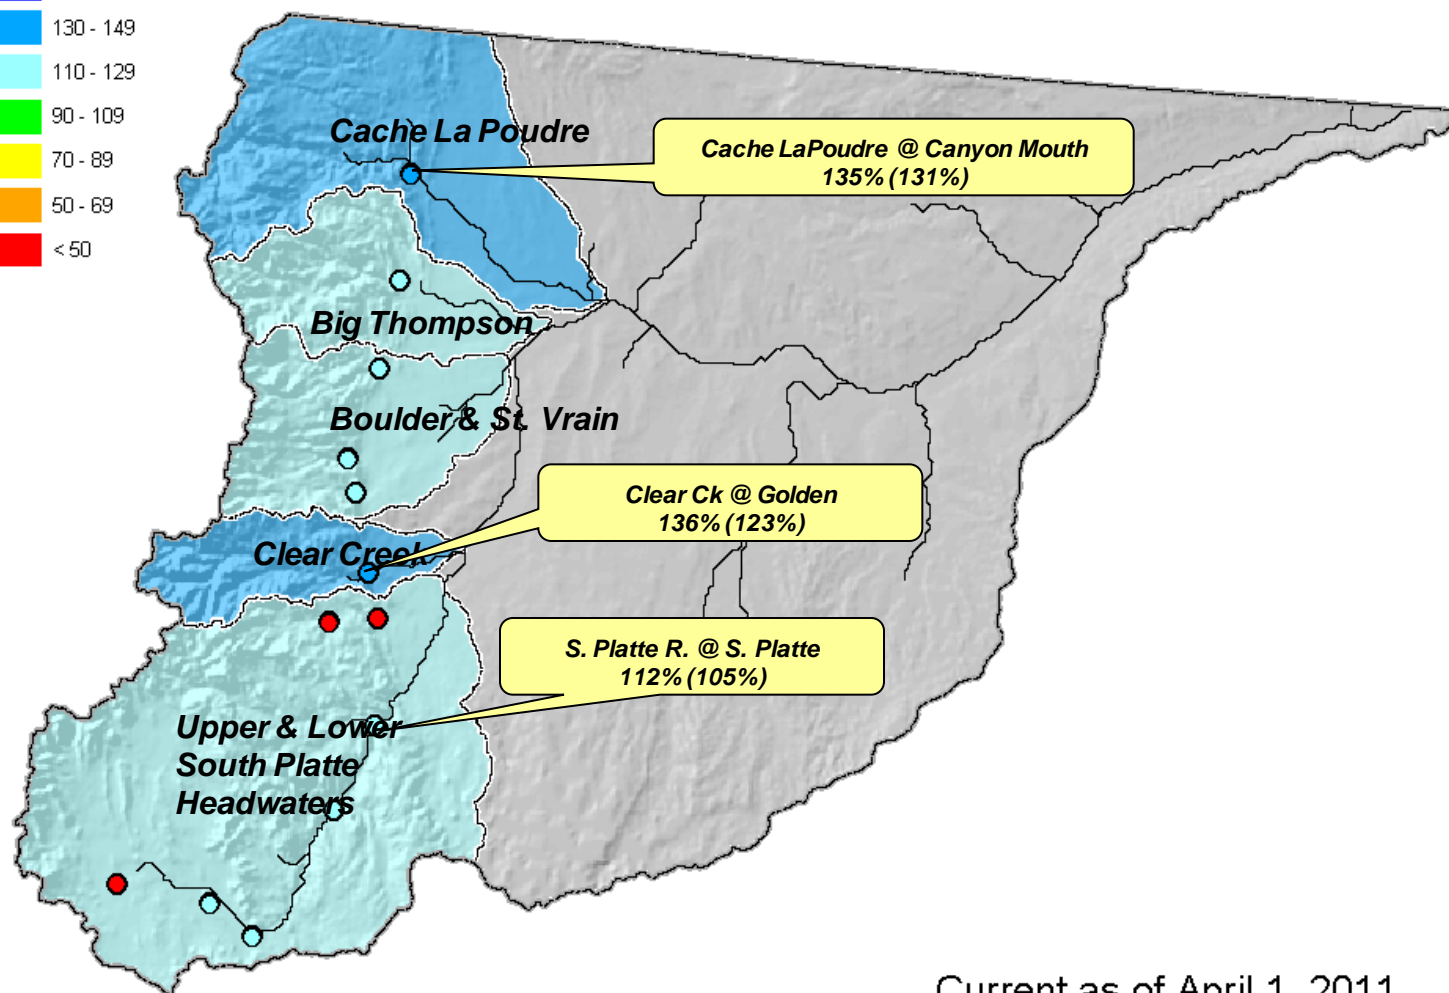 130 - 149
110 - 129
90 - 109
70 - 89
50 - 69
< 50
Cache La Poudre
Cache LaPoudre @ Canyon Mouth
135% (131%)
Big Thompson
Boulder & St. Vrain
Clear Ck @ Golden
136% (123%)
Clear Creek
S. Platte R. @ S. Platte
112% (105%)
Upper & Lower
South Platte
Headwaters
Current as of April 1, 2011